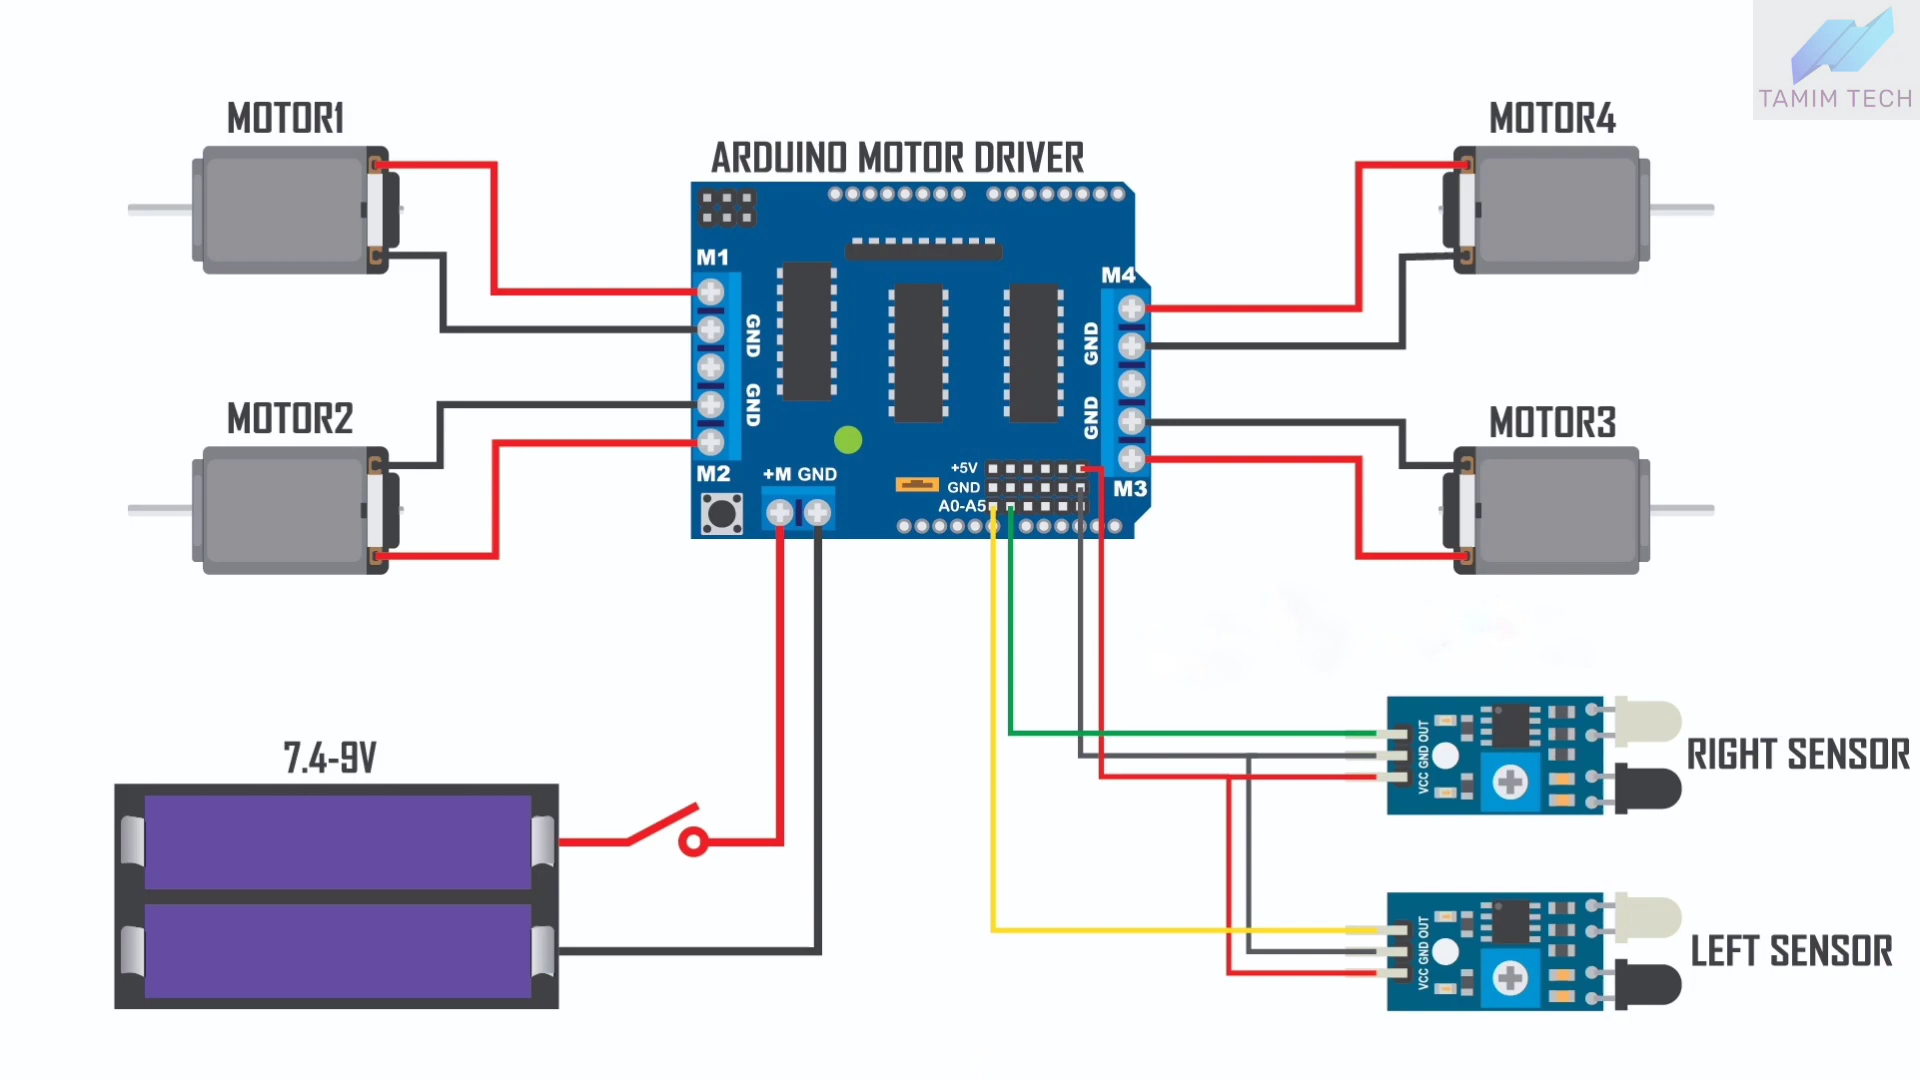 TAMIM TECH
MOTOR1
MOTOR4
ARDUINO MOTOR DRIVER
M1
M4
GND
GND
GND
GND
MOTOR2
MOTOR3
M2
+M GND
+5V
GND
A0-A5
M3
7.4-9V
VCC GND OUT
RIGHT SENSOR
VCC GND OUT
LEFT SENSOR